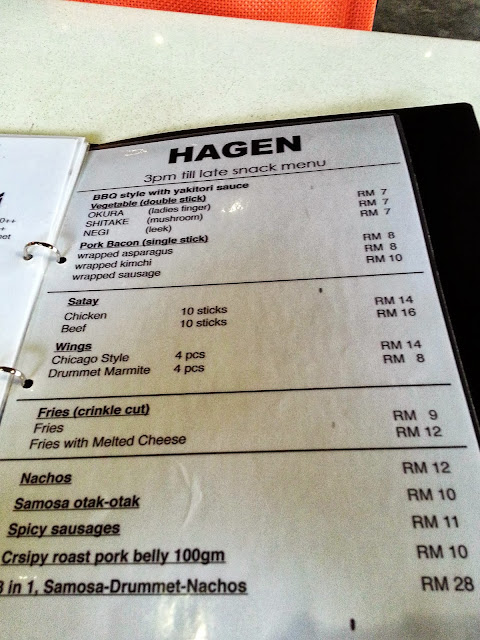 HAGEN
3pm till late snack menu
BBQ style with yakitori sauce
Vegetable (double stick)
OKURA (ladies finger) RM 7
SHITAKE (mushroom) RM 7
NEGI (leek) RM 7
Pork Bacon (single stick)
wrapped asparagus RM 8
wrapped kimchi RM 8
wrapped sausage RM 10
Satay
Chicken 10 sticks RM 14
Beef 10 sticks RM 16
Wings
Chicago Style 4 pcs RM 14
Drummet Marmite 4 pcs RM 8
Fries (crinkle cut)
Fries RM 9
Fries with Melted Cheese RM 12
Nachos RM 12
Samosa otak-otak RM 10
Spicy sausages RM 11
Crsipy roast pork belly 100gm RM 10
3 in 1, Samosa-Drummet-Nachos RM 28